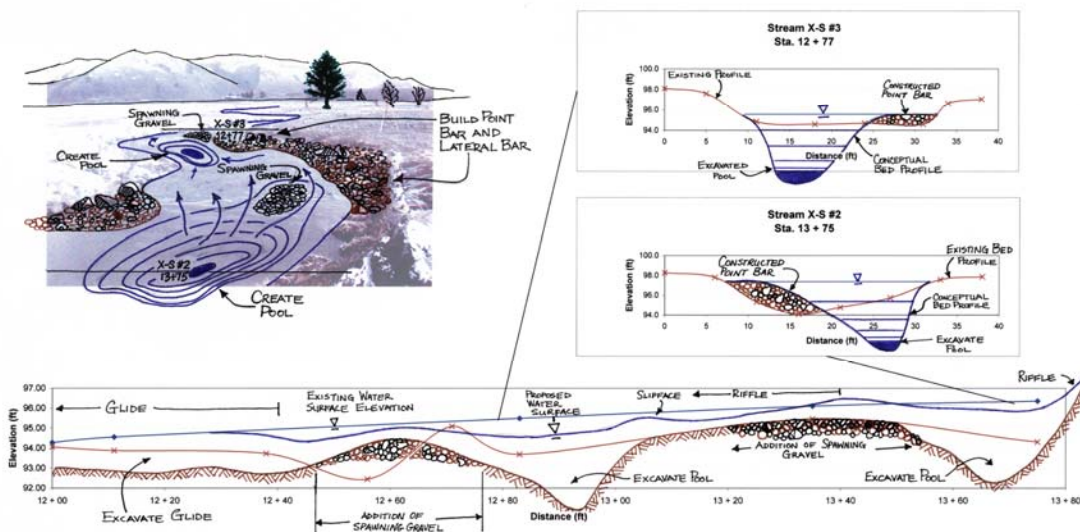 SPAWNING
GRAVEL
X-S #3
12+77
CREATE
POOL
SPAWNING
GRAVEL
BUILD POINT
BAR AND
LATERAL BAR
X-S #2
13+75
CREATE
POOL
Stream X-S #3
Sta. 12 + 77
EXISTING PROFILE
CONSTRUCTED
POINT BAR
Elevation (ft)
100.0
98.0
96.0
94.0
0
5
10
15
20
25
30
35
40
Distance (ft)
EXCAVATED
POOL
CONCEPTUAL
BED PROFILE
Stream X-S #2
Sta. 13 + 75
CONSTRUCTED
POINT BAR
EXISTING BED
PROFILE
Elevation (ft)
100.0
98.0
96.0
94.0
0
5
10
15
20
25
30
35
40
Distance (ft)
CONCEPTUAL
BED PROFILE
EXCAVATE
POOL
Elevation (ft)
97.00
96.00
95.00
94.00
93.00
92.00
GLIDE
EXISTING WATER
SURFACE ELEVATION
PROPOSED
WATER
SURFACE
SLIPFACE
RIFFLE
RIFFLE
ADDITION OF SPAWNING
GRAVEL
EXCAVATE POOL
EXCAVATE POOL
12 + 00
12 + 20
12 + 40
12 + 60
12 + 80
13 + 00
13 + 20
13 + 40
13 + 60
13 + 80
EXCAVATE GLIDE
ADDITION OF
SPAWNING GRAVEL
Distance (ft)